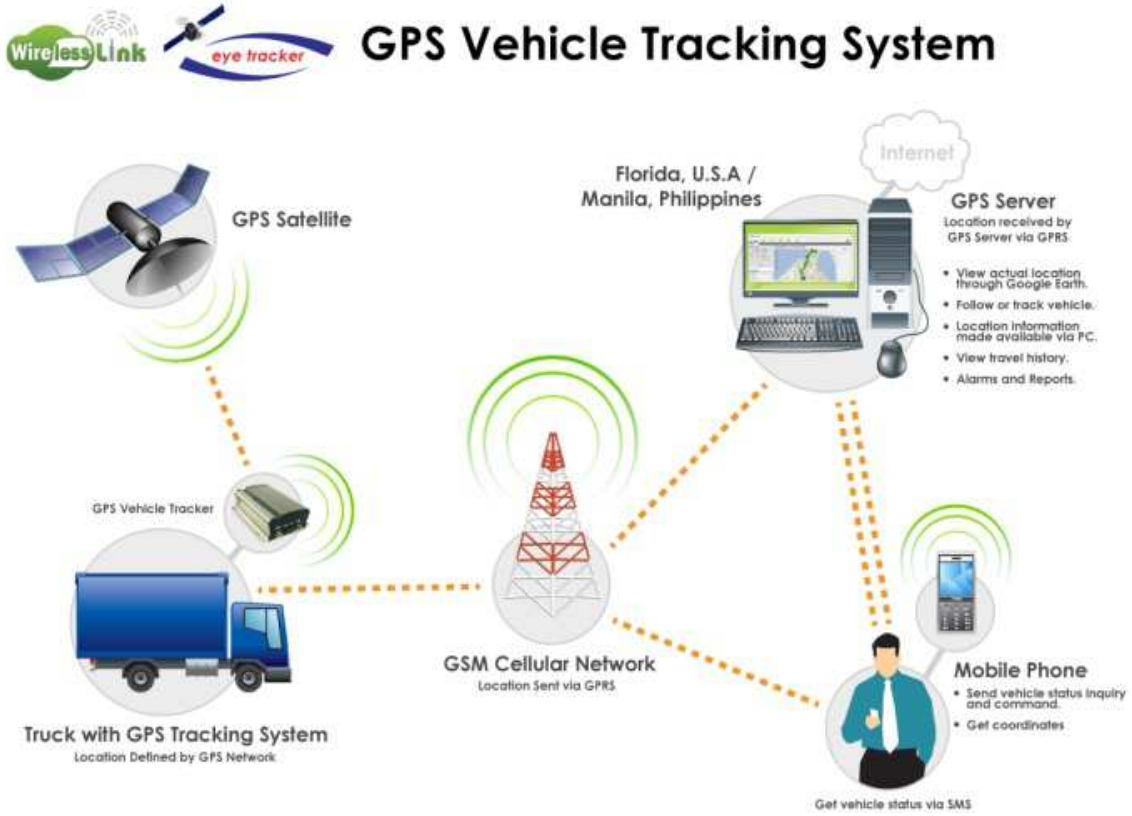 Wireless Link
eye tracker
GPS Vehicle Tracking System
GPS Satellite
Florida, U.S.A /
Manila, Philippines
Internet
GPS Server
Location received by
GPS Server via GPRS
• View actual location
through Google Earth.
• Follow or track vehicle.
• Location information
made available via PC.
• View travel history.
• Alarms and Reports.
GPS Vehicle Tracker
GSM Cellular Network
Location Sent via GPRS
Truck with GPS Tracking System
Location Defined by GPS Network
Mobile Phone
• Send vehicle status inquiry
and command.
• Get coordinates
Get vehicle status via SMS